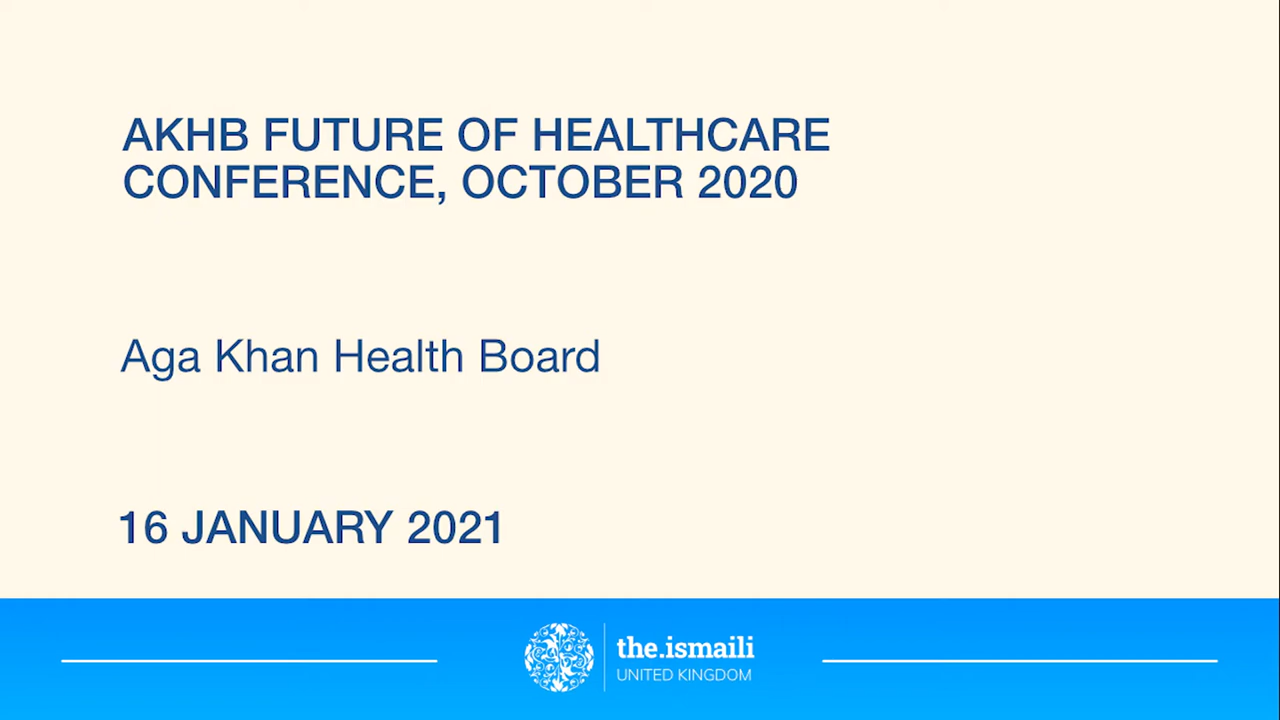 AKHB FUTURE OF HEALTHCARE
CONFERENCE, OCTOBER 2020
Aga Khan Health Board
16 JANUARY 2021
the.ismaili
UNITED KINGDOM